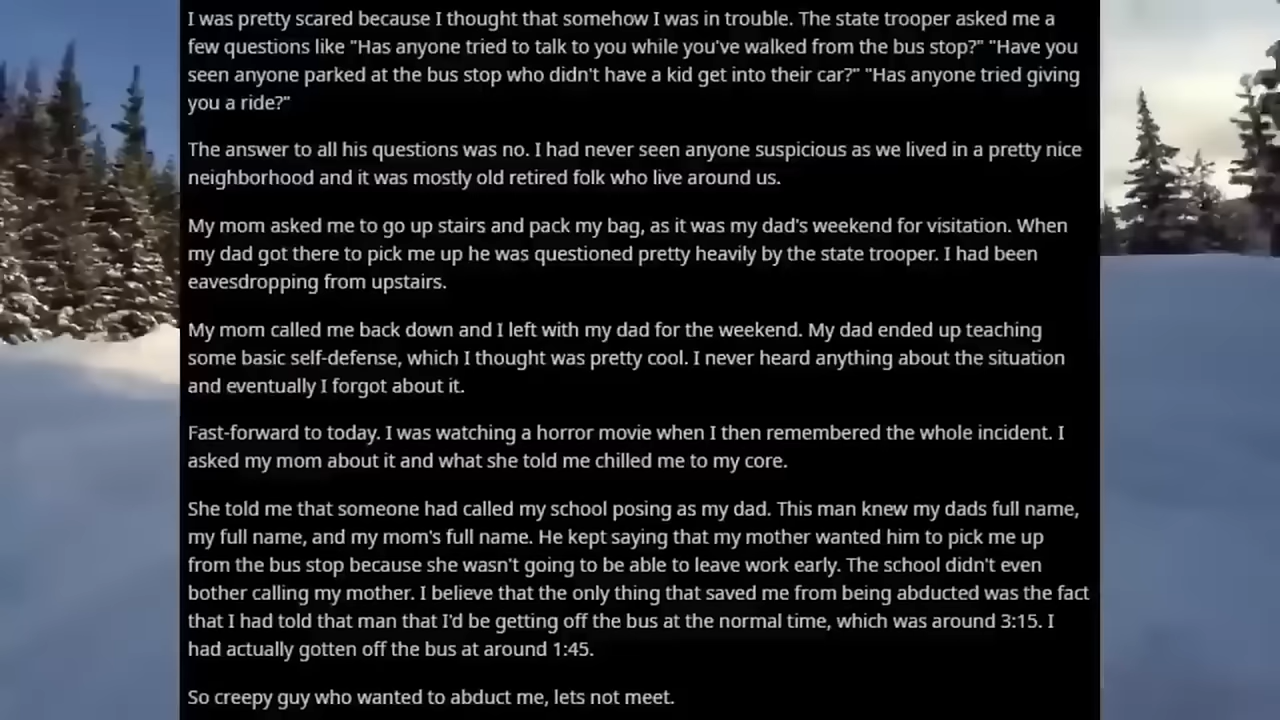 I was pretty scared because I thought that somehow I was in trouble. The state trooper asked me a
few questions like "Has anyone tried to talk to you while you've walked from the bus stop?" "Have you
seen anyone parked at the bus stop who didn't have a kid get into their car?" "Has anyone tried giving
you a ride?"
The answer to all his questions was no. I had never seen anyone suspicious as we lived in a pretty nice
neighborhood and it was mostly old retired folk who live around us.
My mom asked me to go up stairs and pack my bag, as it was my dad's weekend for visitation. When
my dad got there to pick me up he was questioned pretty heavily by the state trooper. I had been
eavesdropping from upstairs.
My mom called me back down and I left with my dad for the weekend. My dad ended up teaching
some basic self-defense, which I thought was pretty cool. I never heard anything about the situation
and eventually I forgot about it.
Fast-forward to today. I was watching a horror movie when I then remembered the whole incident. I
asked my mom about it and what she told me chilled me to my core.
She told me that someone had called my school posing as my dad. This man knew my dads full name,
my full name, and my mom's full name. He kept saying that my mother wanted him to pick me up
from the bus stop because she wasn't going to be able to leave work early. The school didn't even
bother calling my mother. I believe that the only thing that saved me from being abducted was the fact
that I had told that man that I'd be getting off the bus at the normal time, which was around 3:15. I
had actually gotten off the bus at around 1:45.
So creepy guy who wanted to abduct me, lets not meet.